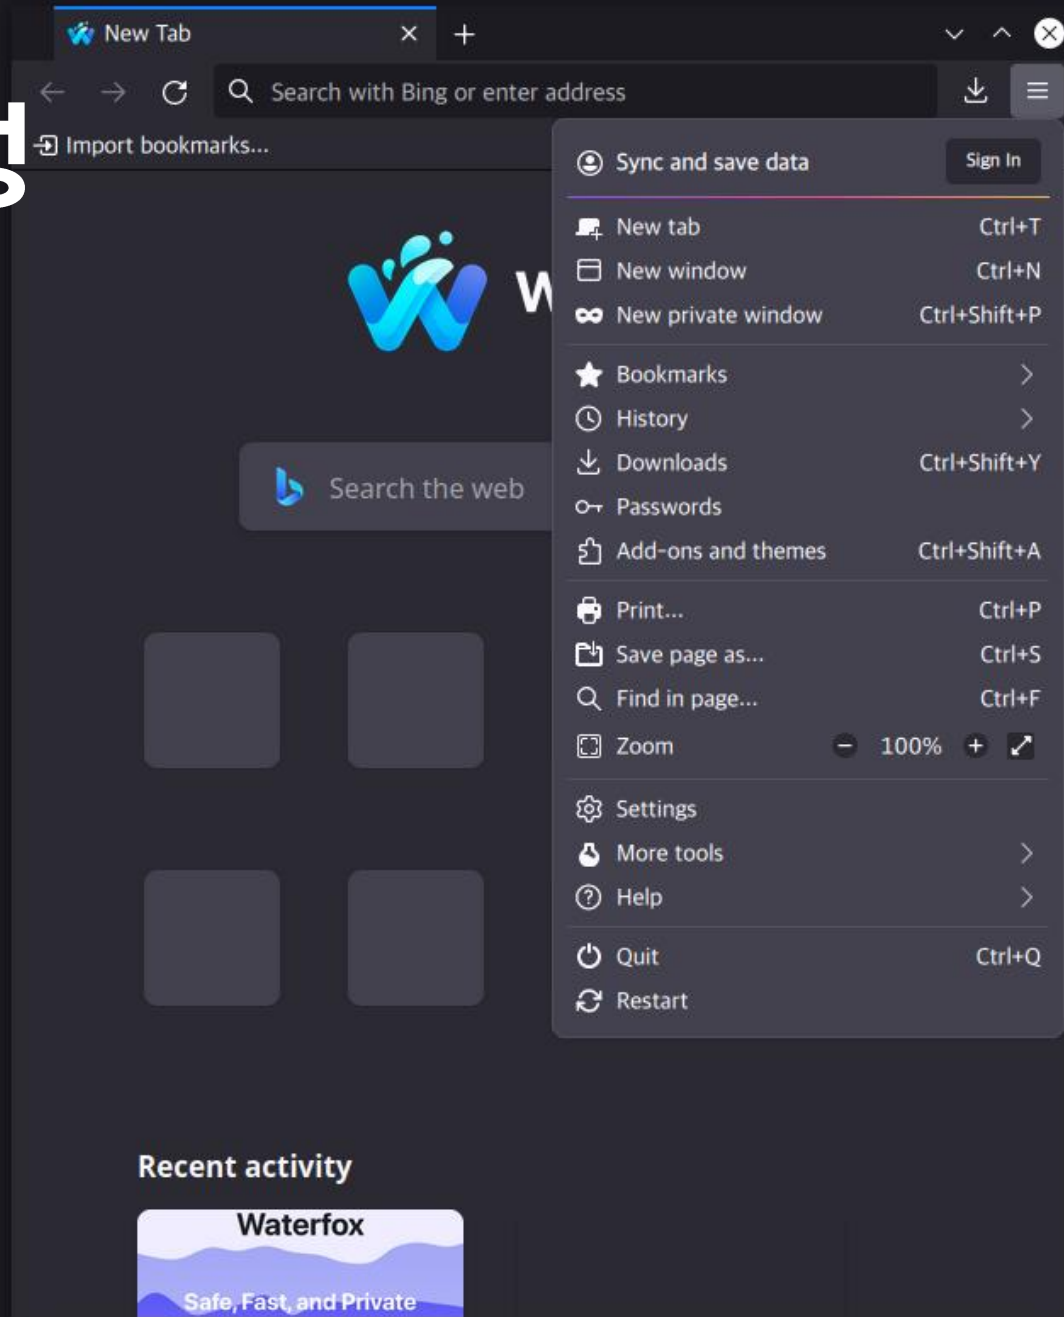 New Tab
Search with Bing or enter address
Import bookmarks...
Sync and save data Sign In
New tab Ctrl+T
New window Ctrl+N
New private window Ctrl+Shift+P
Bookmarks
History
Downloads Ctrl+Shift+Y
Passwords
Add-ons and themes Ctrl+Shift+A
Print... Ctrl+P
Save page as... Ctrl+S
Find in page... Ctrl+F
Zoom 100%
Settings
More tools
Help
Quit Ctrl+Q
Restart
Search the web
Recent activity
Waterfox
Safe, Fast, and Private